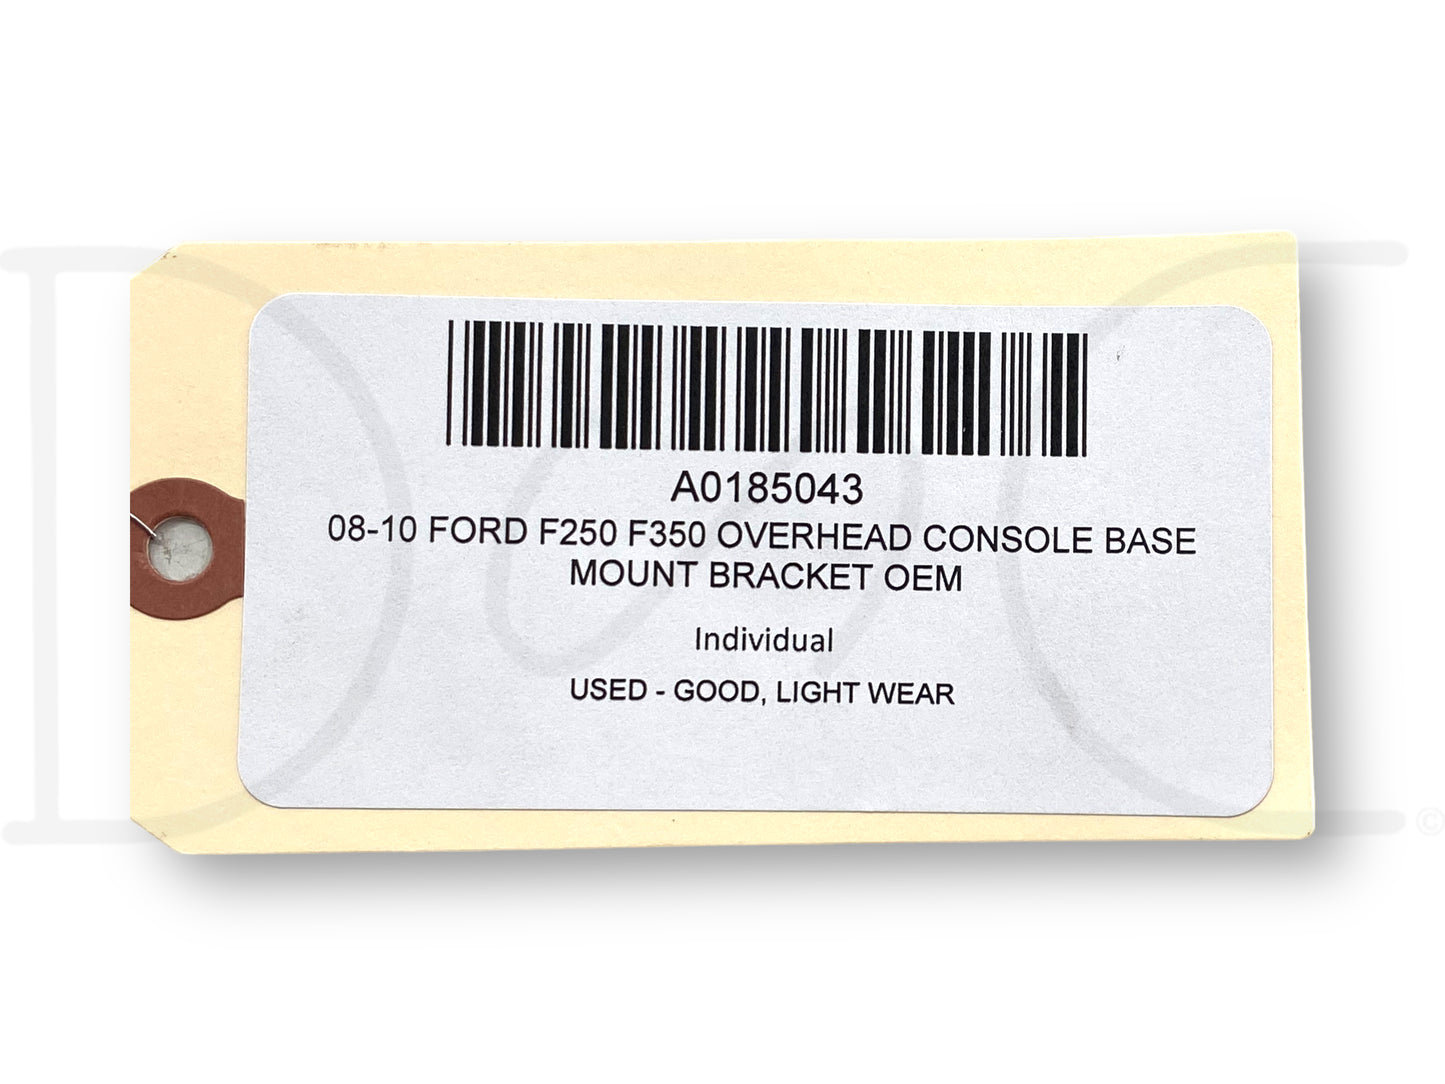 A0185043
08-10 FORD F250 F350 OVERHEAD CONSOLE BASE
MOUNT BRACKET OEM
Individual
USED - GOOD, LIGHT WEAR
©